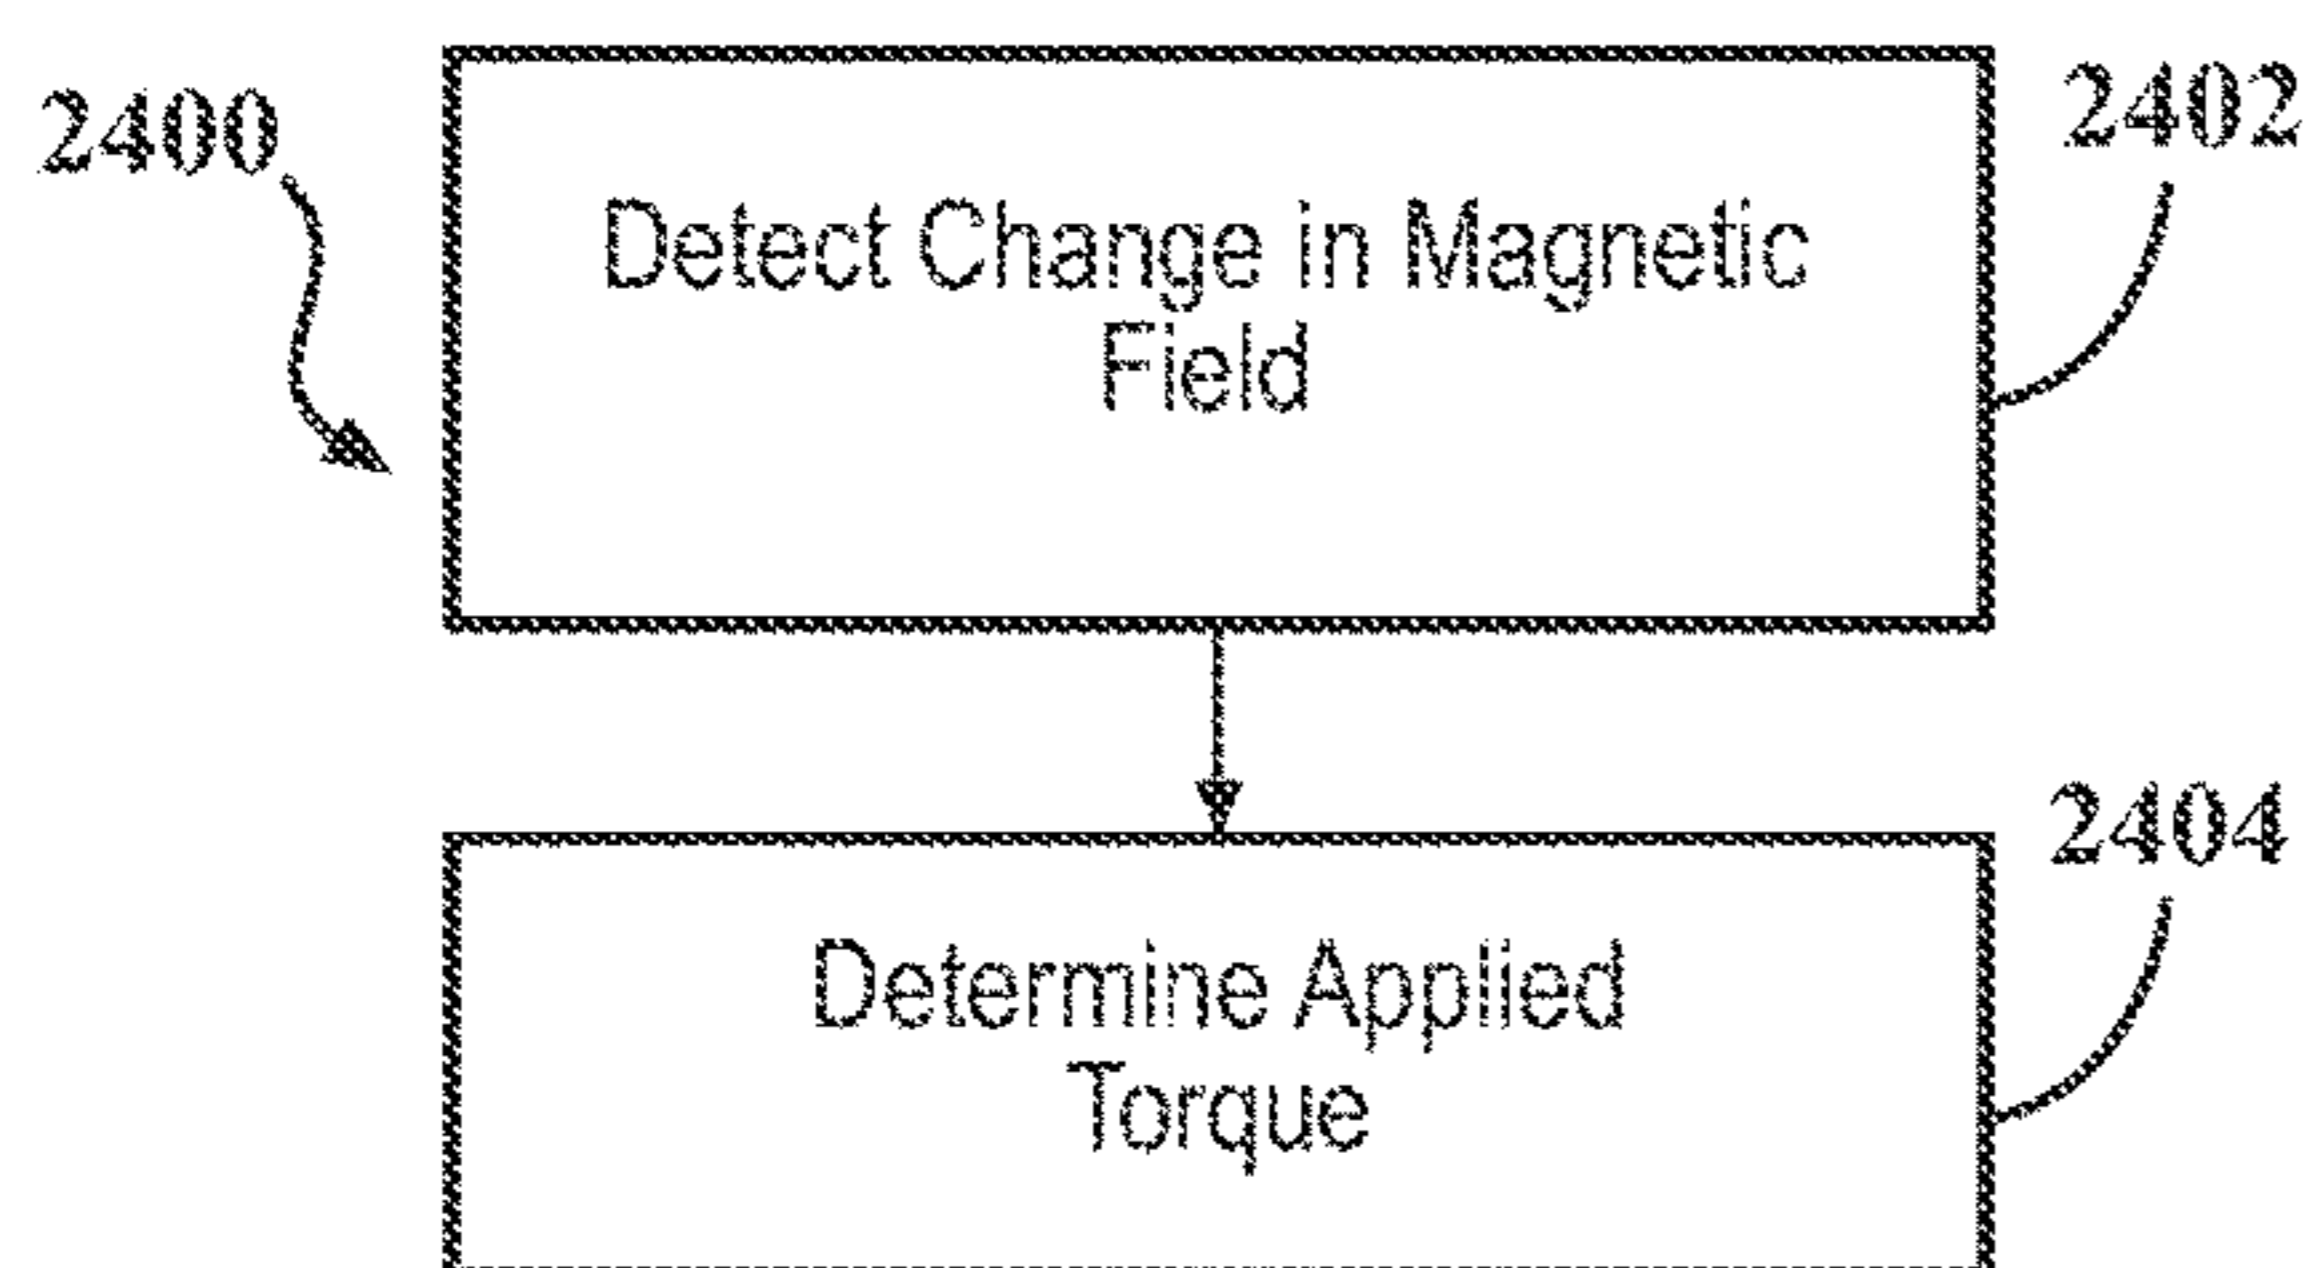 2400
2402
Detect Change in Magnetic
Field
2404
Determine Applied
Torque